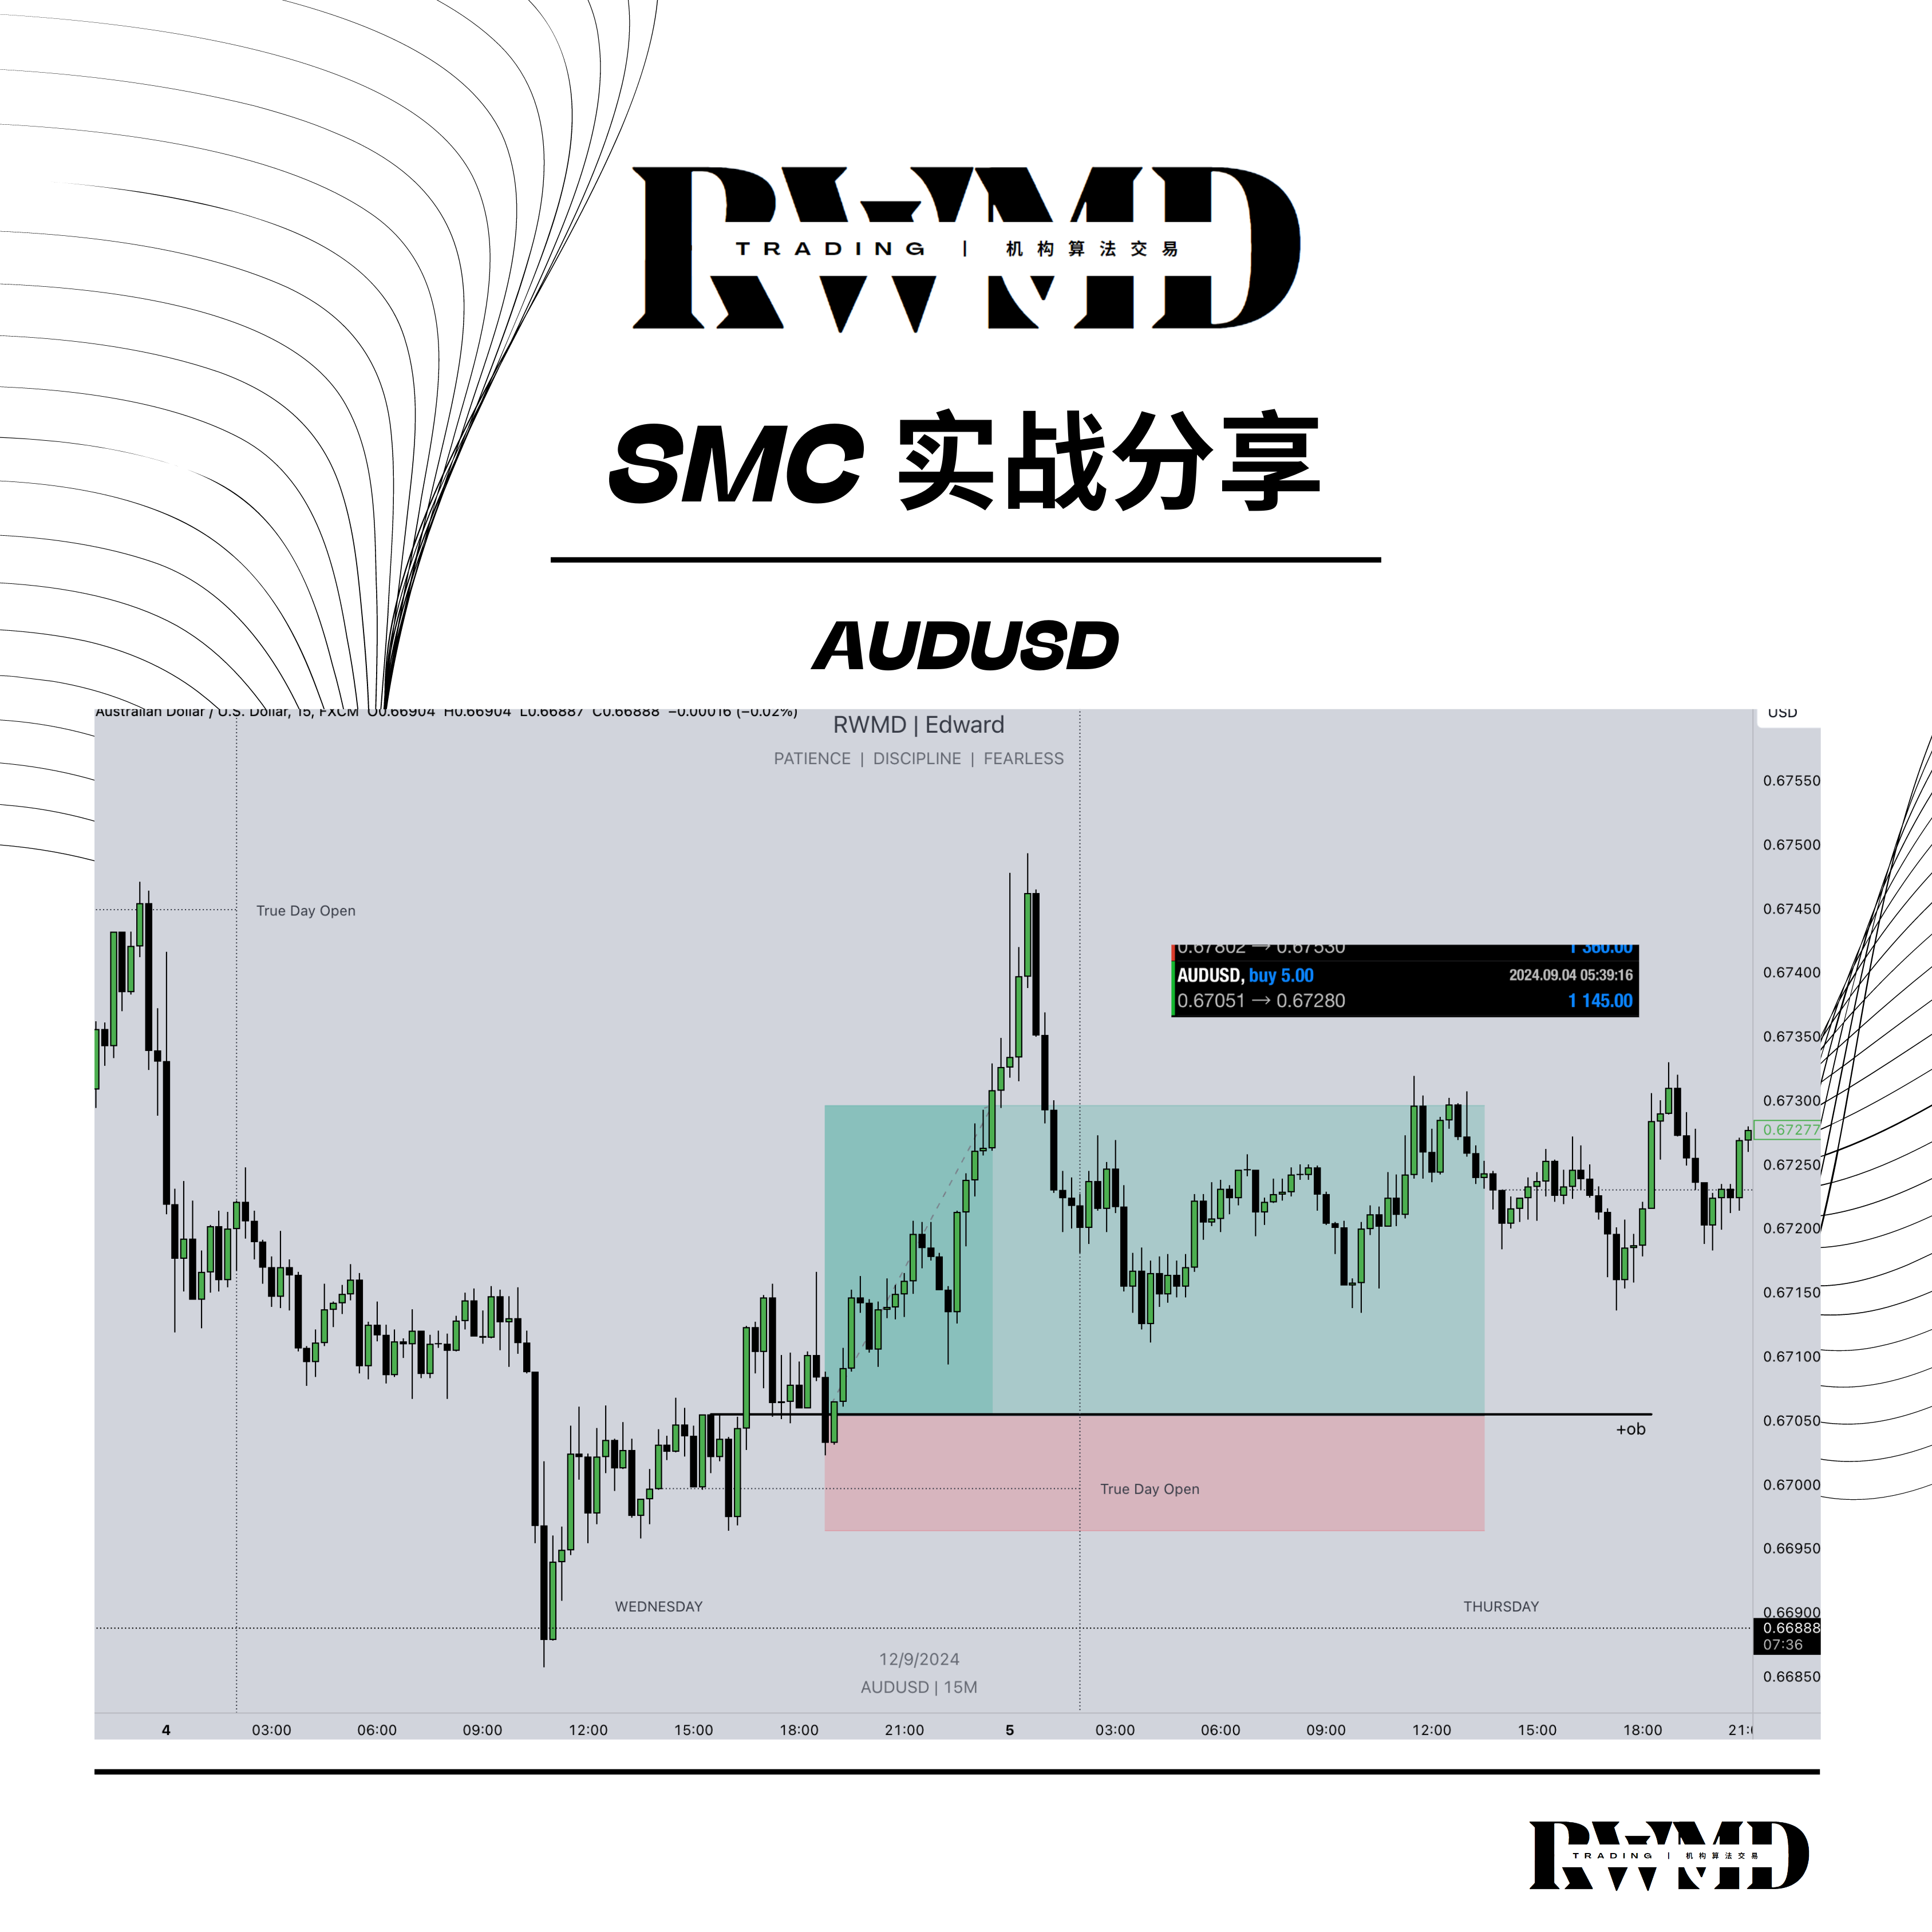 RWMD
TRADING | 机构算法交易
SMC 实战分享
AUDUSD
Australian Dollar / U.S. Dollar, 15, FXCM O0.66904 H0.66904 L0.66887 C0.66888 −0.00016 (−0.02%)
USD
RWMD | Edward
PATIENCE | DISCIPLINE | FEARLESS
0.67550
0.67500
0.67450
True Day Open
0.67802 → 0.67530 1 360.00
AUDUSD, buy 5.00 2024.09.04 05:39:16
0.67051 → 0.67280 1 145.00
0.67400
0.67350
0.67300
0.67277
0.67250
0.67200
0.67150
0.67100
0.67050
+ob
0.67000
True Day Open
0.66950
WEDNESDAY
THURSDAY
0.66900
0.66888
07:36
12/9/2024
0.66850
AUDUSD | 15M
4 03:00 06:00 09:00 12:00 15:00 18:00 21:00 5 03:00 06:00 09:00 12:00 15:00 18:00
RWMD
TRADING | 机构算法交易